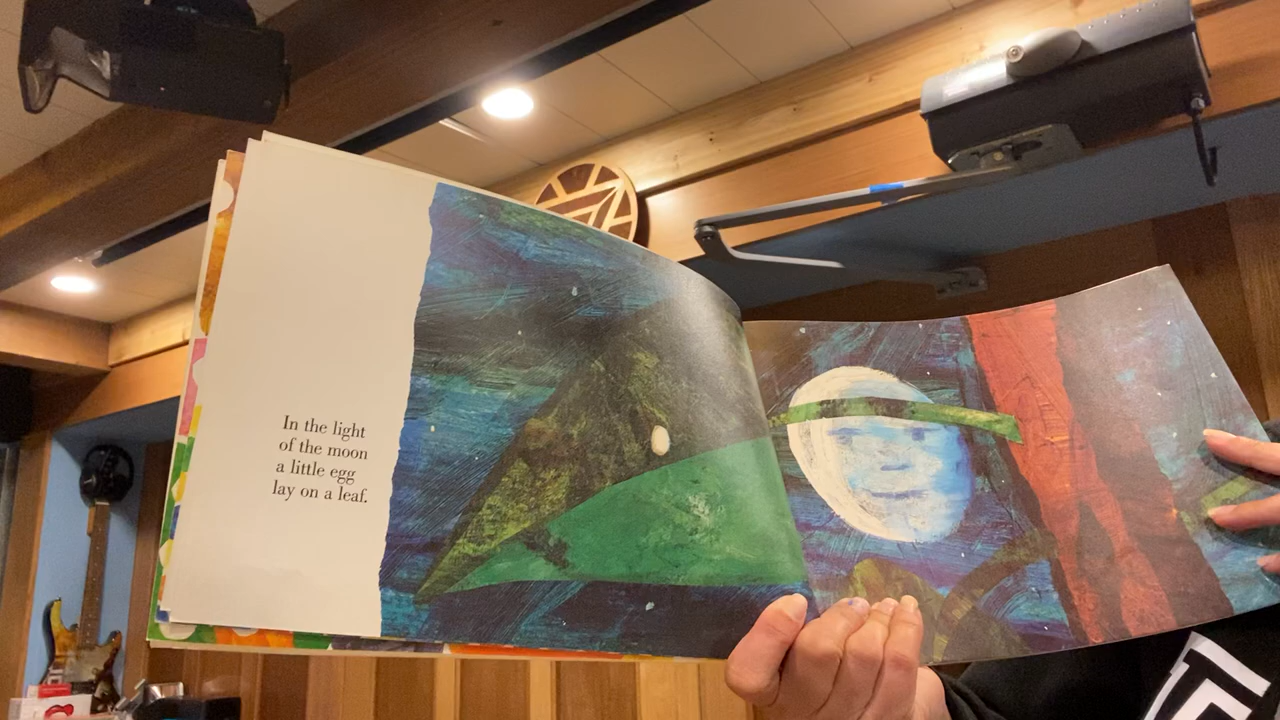 In the light
of the moon
a little egg
lay on a leaf.